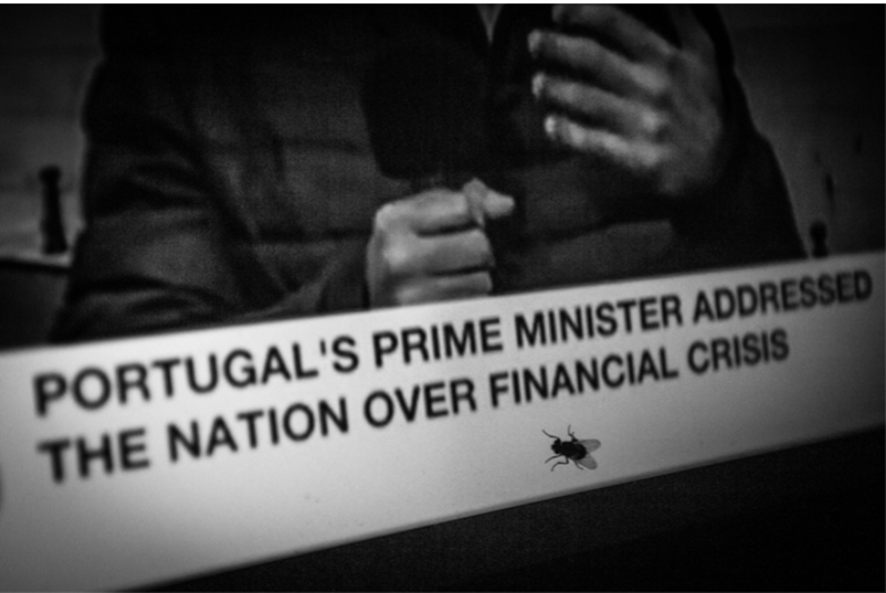 PORTUGAL'S PRIME MINISTER ADDRESSED
THE NATION OVER FINANCIAL CRISIS